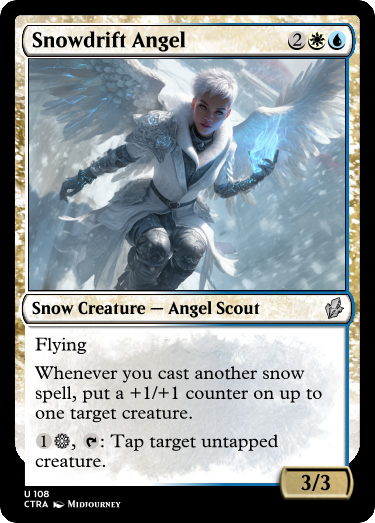 Snowdrift Angel 2
Snow Creature — Angel Scout
Flying
Whenever you cast another snow
spell, put a +1/+1 counter on up to
one target creature.
1 , : Tap target untapped
creature.
3/3
U 108
CTRA Midjourney